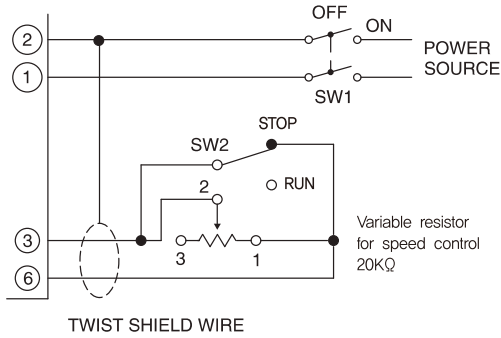 OFF
ON
2
POWER
SOURCE
1
SW1
STOP
SW2
2
RUN
3
3
1
Variable resistor
for speed control
20KΩ
6
TWIST SHIELD WIRE